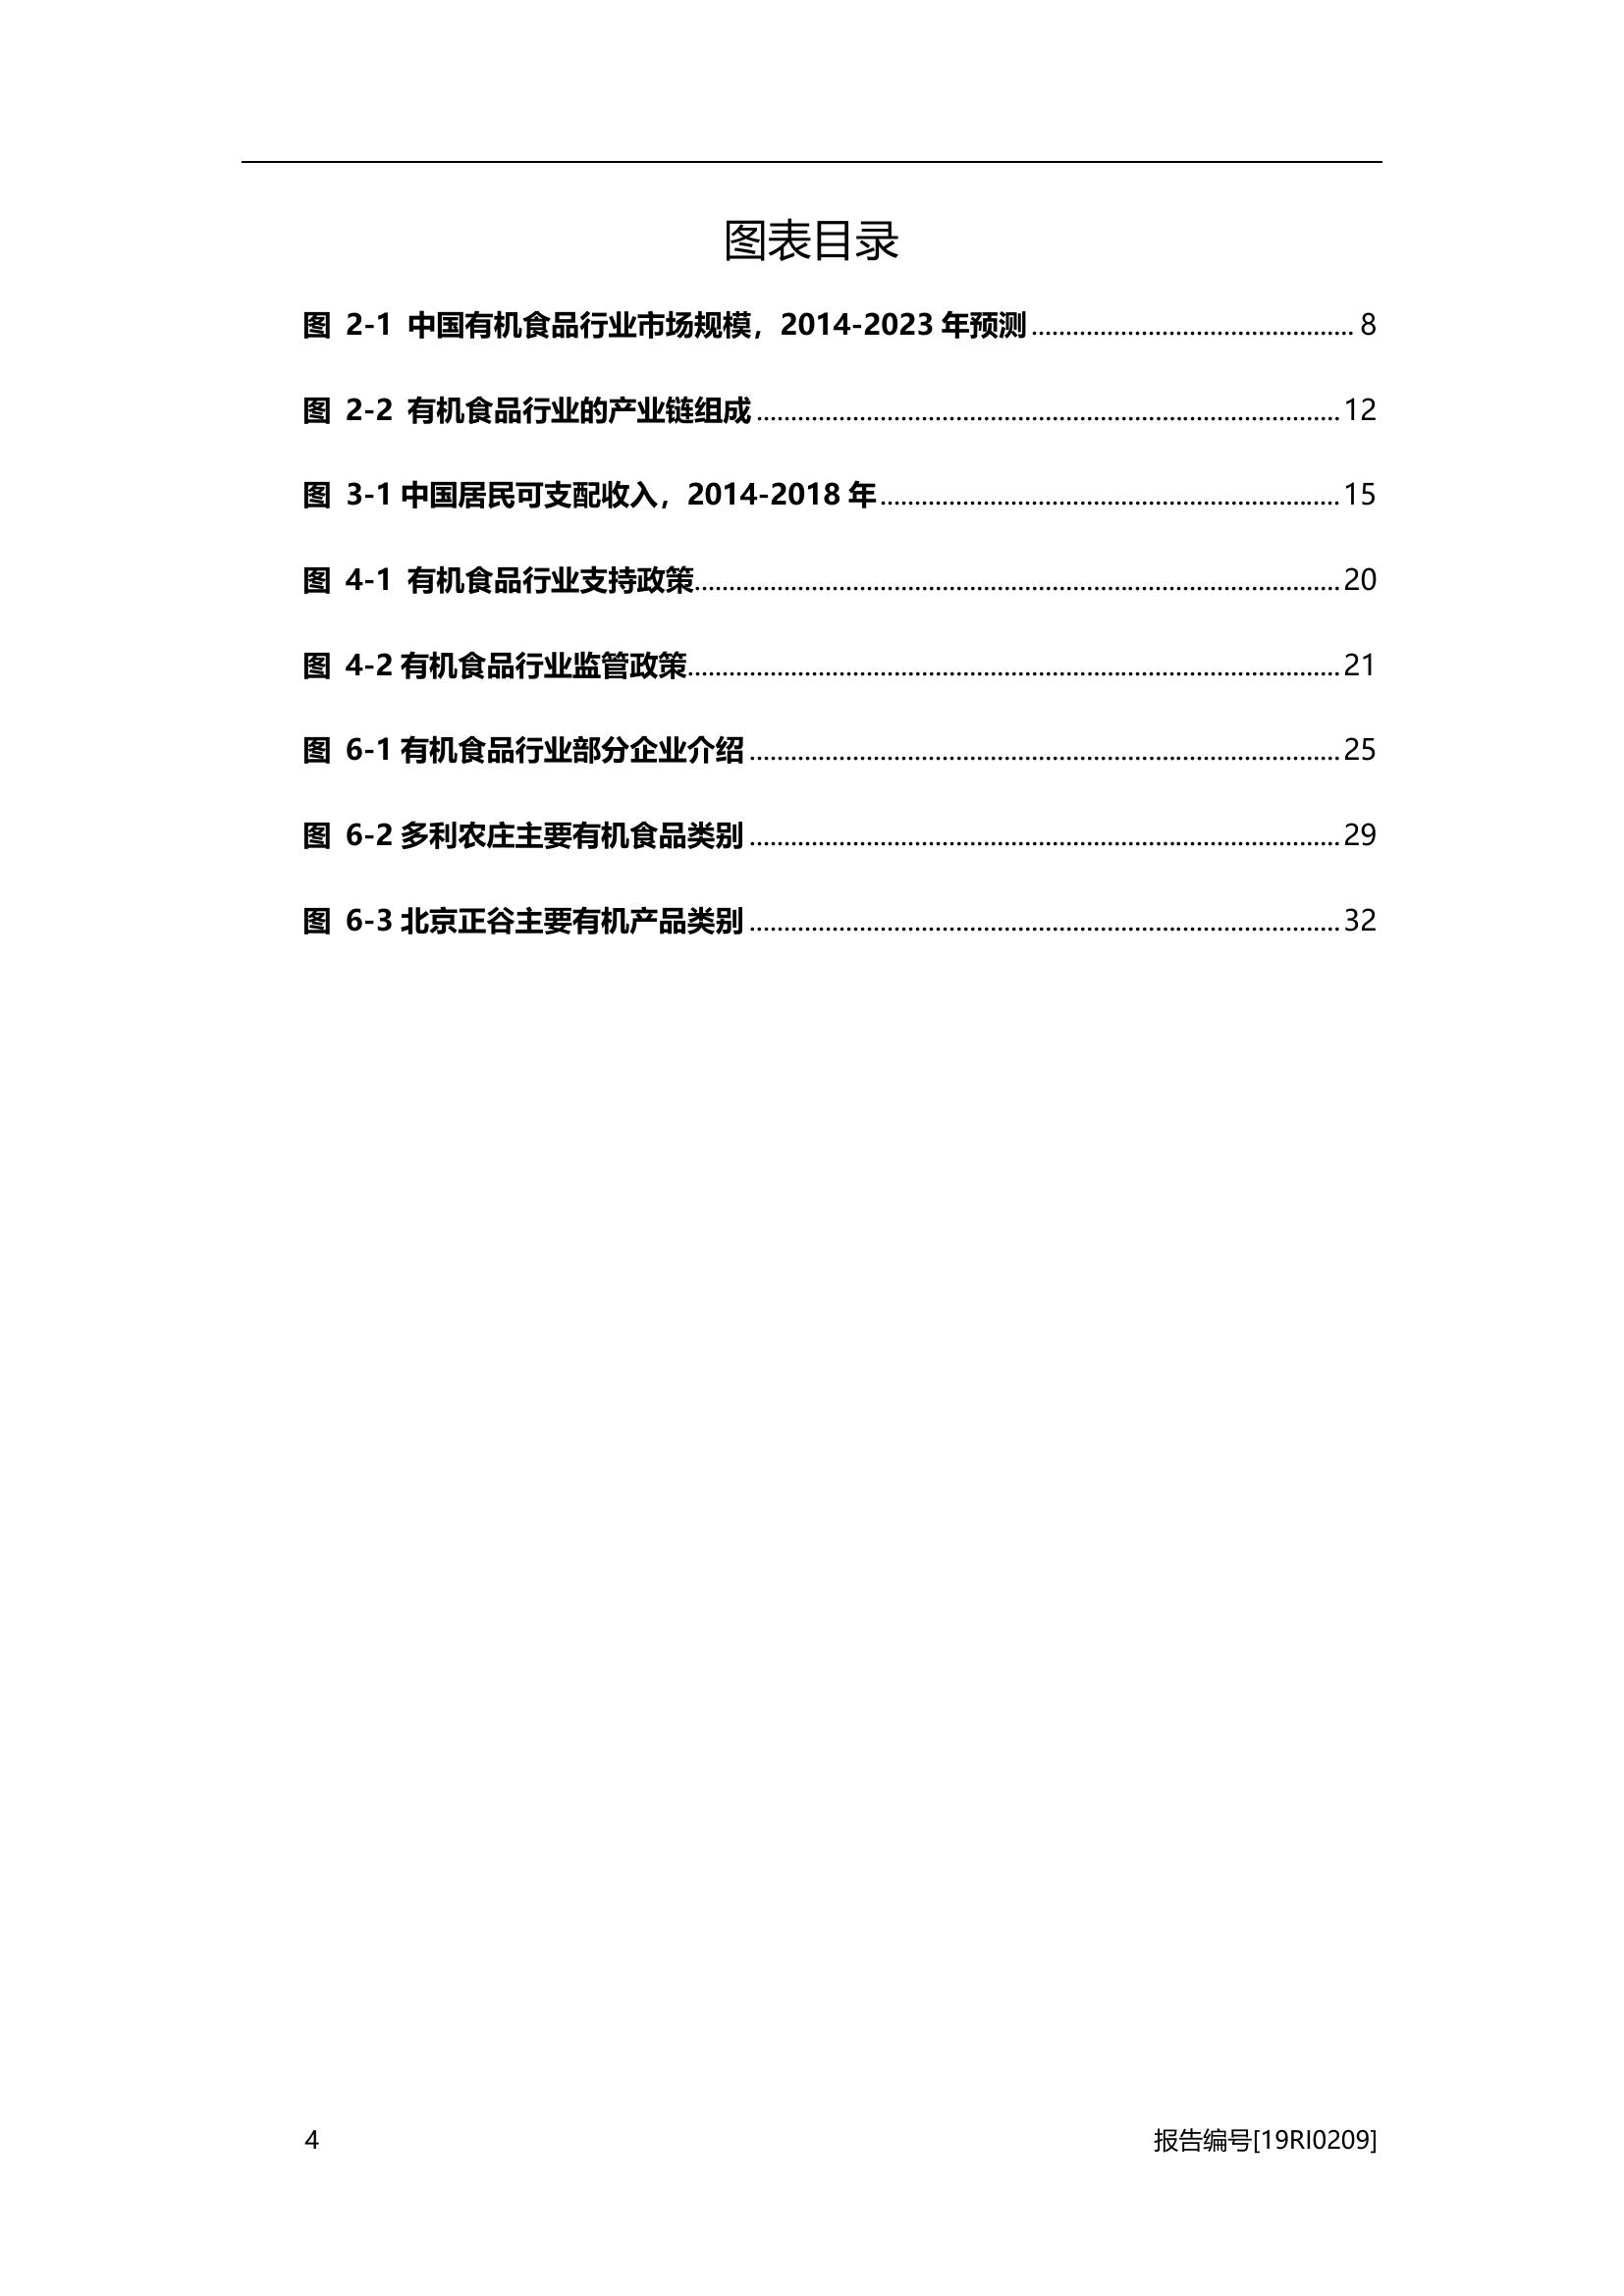 图表目录
图 2-1 中国有机食品行业市场规模，2014-2023 年预测 ............................................... 8
图 2-2 有机食品行业的产业链组成 ..................................................................................... 12
图 3-1 中国居民可支配收入，2014-2018 年 ................................................................... 15
图 4-1 有机食品行业支持政策 .............................................................................................. 20
图 4-2 有机食品行业监管政策 ............................................................................................... 21
图 6-1 有机食品行业部分企业介绍 ...................................................................................... 25
图 6-2 多利农庄主要有机食品类别 ...................................................................................... 29
图 6-3 北京正谷主要有机产品类别 ...................................................................................... 32
4 报告编号[19RI0209]